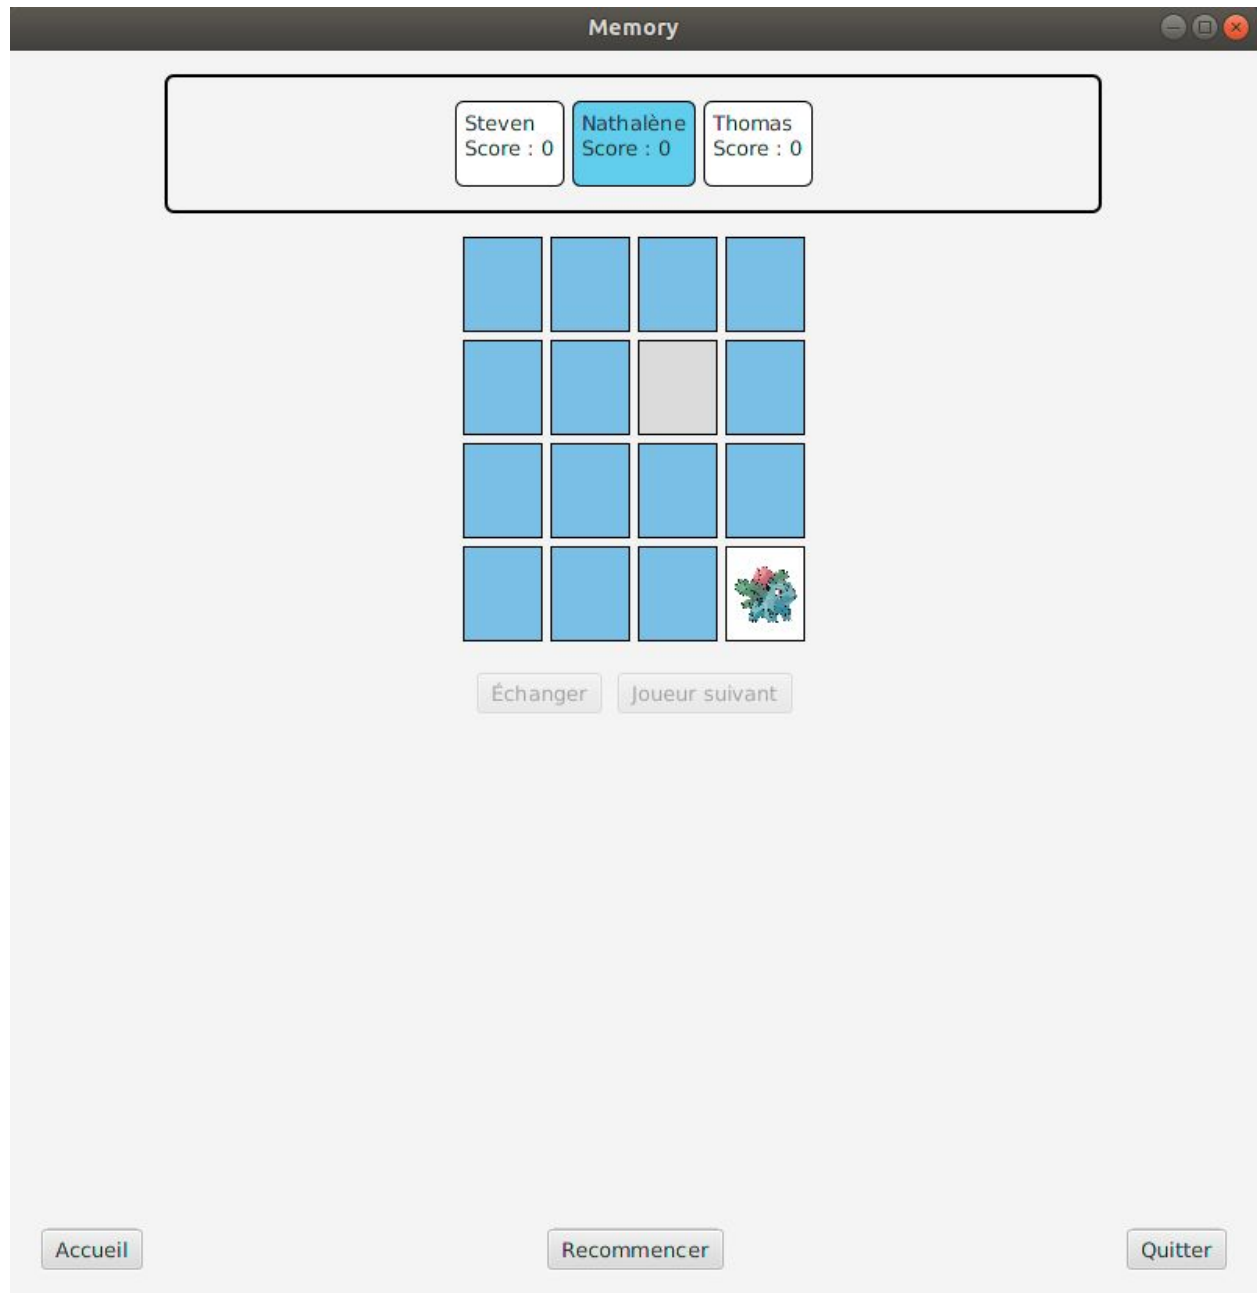 Memory
Steven
Score : 0
Nathalène
Score : 0
Thomas
Score : 0
Échanger
Joueur suivant
Accueil
Recommencer
Quitter